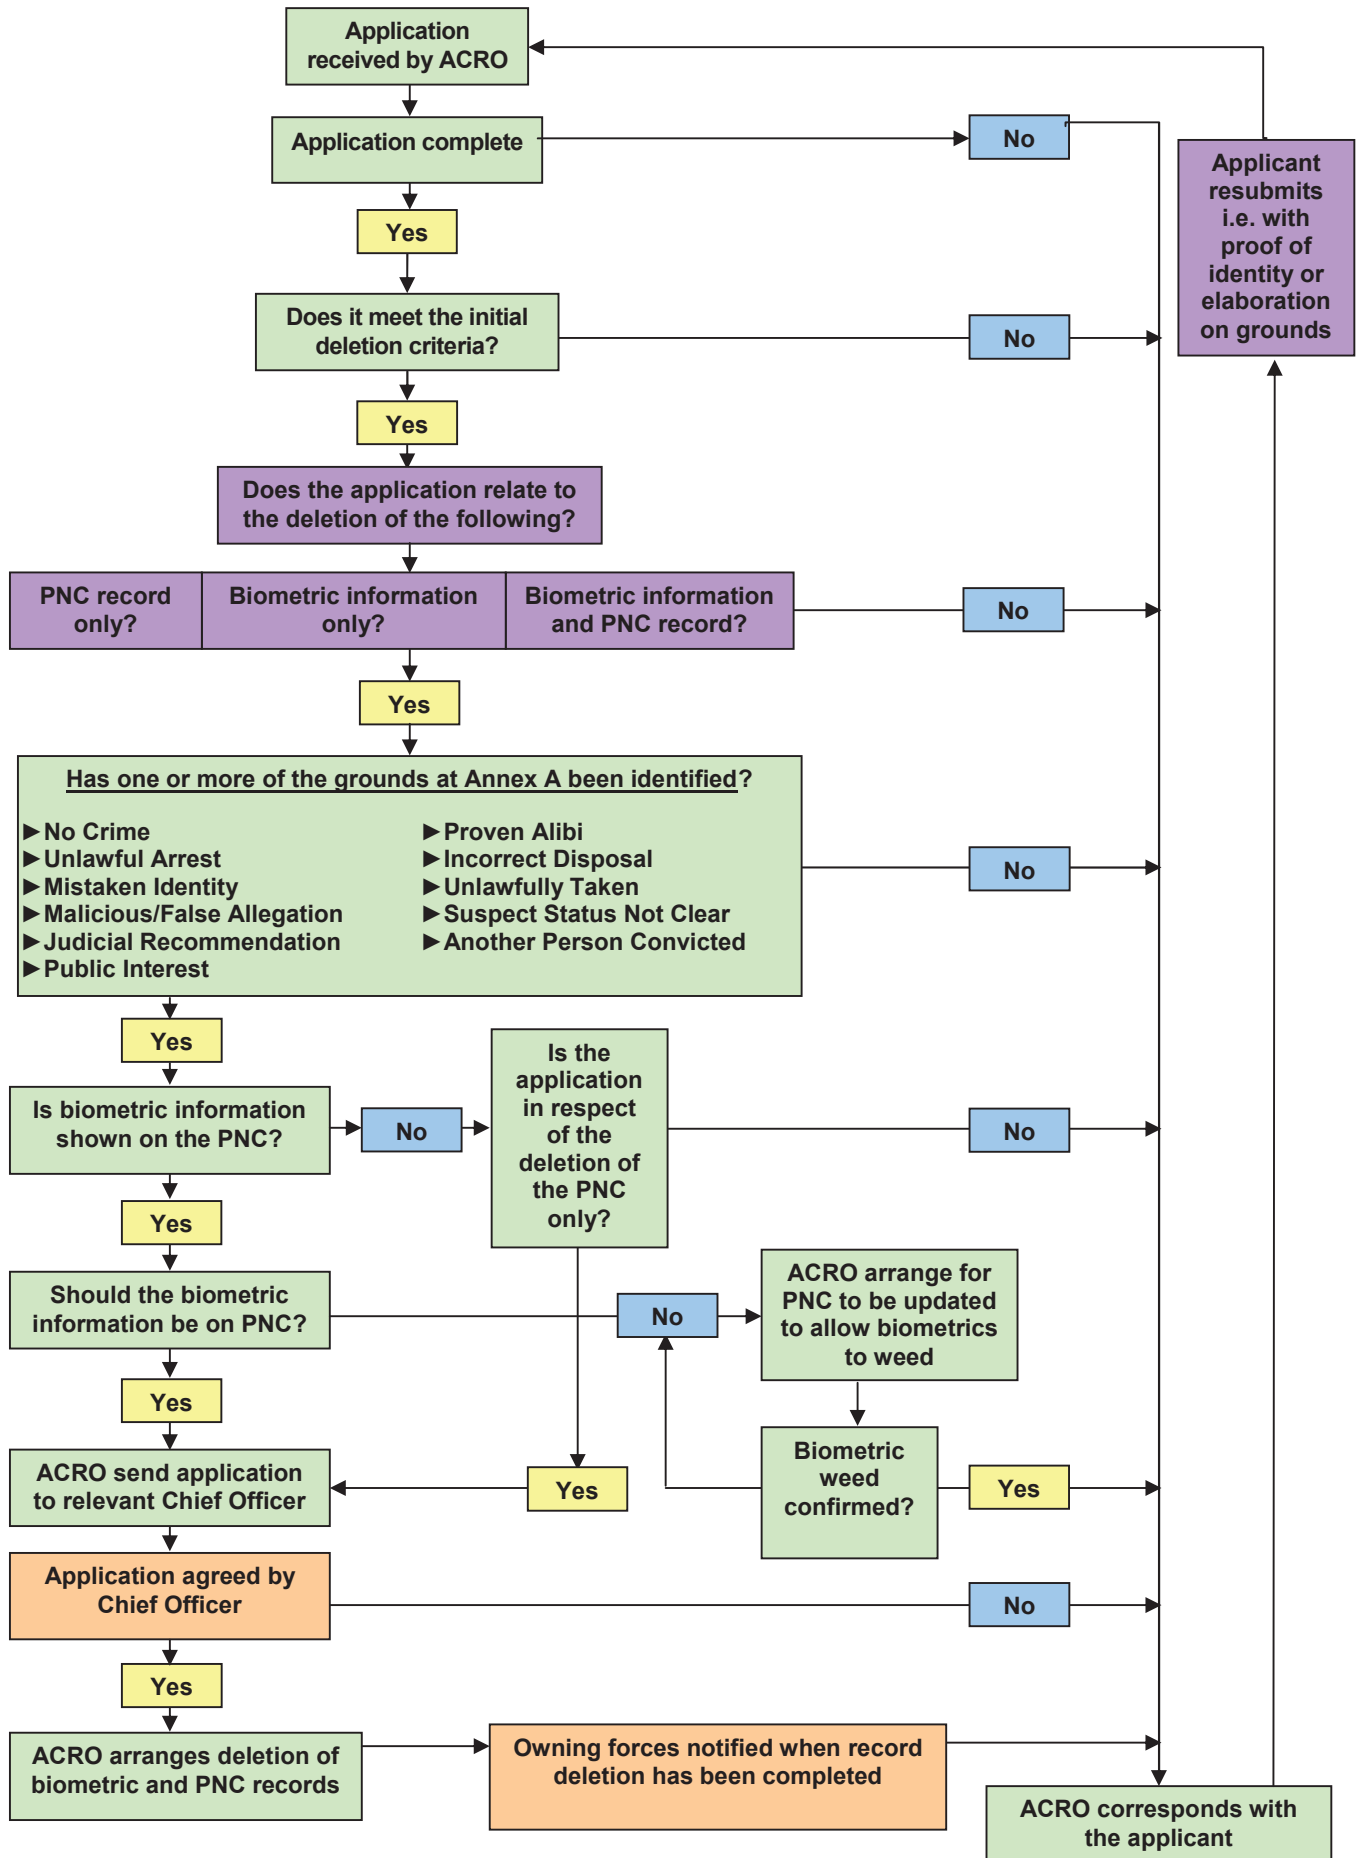 Application
received by ACRO
Application complete
No
Yes
Applicant
resubmits
i.e. with
proof of
identity or
elaboration
on grounds
Does it meet the initial
deletion criteria?
No
Yes
Does the application relate to
the deletion of the following?
PNC record
only?
Biometric information
only?
Biometric information
and PNC record?
No
Yes
Has one or more of the grounds at Annex A been identified?
►No Crime
►Unlawful Arrest
►Mistaken Identity
►Malicious/False Allegation
►Judicial Recommendation
►Public Interest
►Proven Alibi
►Incorrect Disposal
►Unlawfully Taken
►Suspect Status Not Clear
►Another Person Convicted
No
Yes
Is biometric information
shown on the PNC?
No
Is the
application
in respect
of the
deletion of
the PNC
only?
No
Yes
Should the biometric
information be on PNC?
No
ACRO arrange for
PNC to be updated
to allow biometrics
to weed
Yes
Biometric
weed
confirmed?
Yes
ACRO send application
to relevant Chief Officer
Yes
Application agreed by
Chief Officer
No
Yes
ACRO arranges deletion of
biometric and PNC records
Owning forces notified when record
deletion has been completed
ACRO corresponds with
the applicant